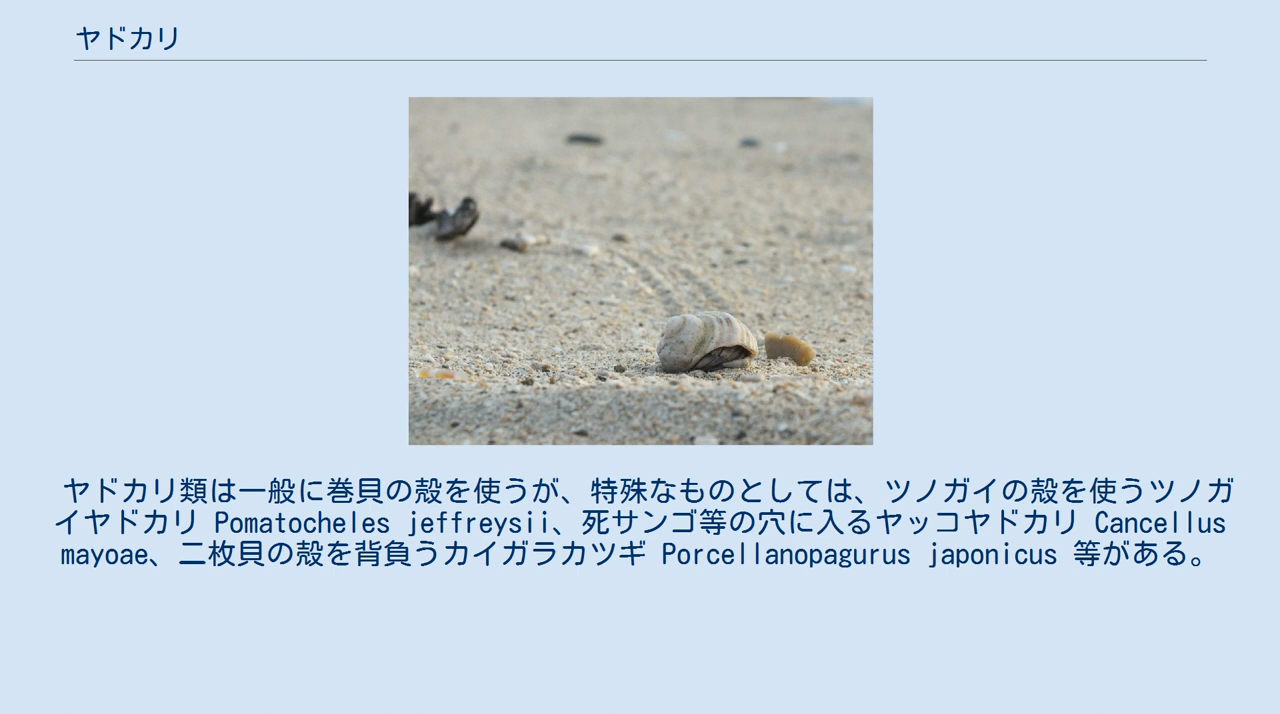 ヤドカリ
ヤドカリ類は一般に巻貝の殻を使うが、特殊なものとしては、ツノガイの殻を使うツノガ
イヤドカリ Pomatocheles jeffreysii、死サンゴ等の穴に入るヤッコヤドカリ Cancellus
mayoae、二枚貝の殻を背負うカイガラカツギ Porcellanopagurus japonicus 等がある。